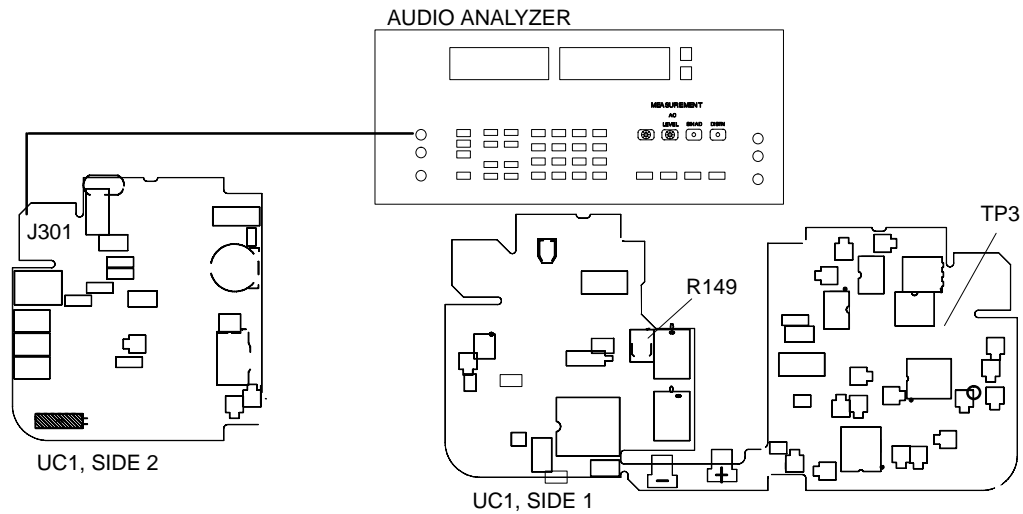 AUDIO ANALYZER
MEASUREMENT
AC
LEVEL SINAD DISTN
J301
TP3
R149
UC1, SIDE 2
UC1, SIDE 1